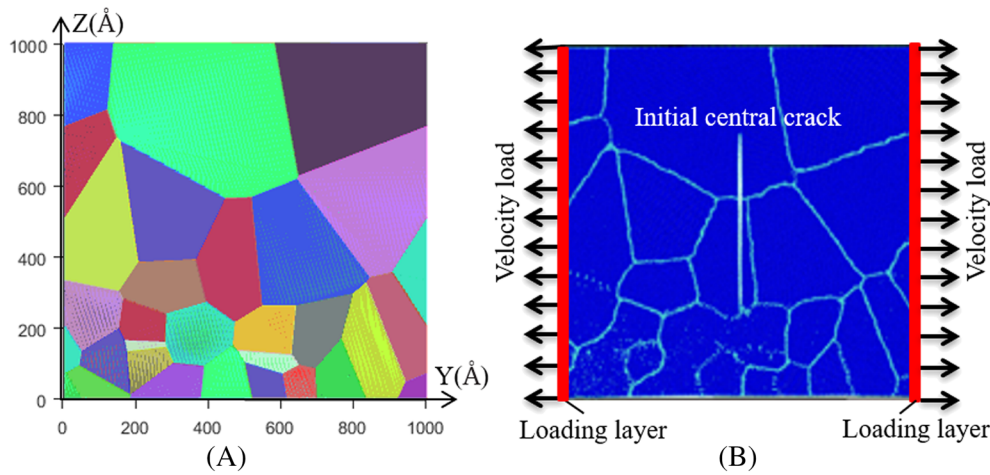 Z(Å)
1000
800
600
400
200
0
0
200
400
600
800
1000
Y(Å)
(A)
Initial central crack
Velocity load
Velocity load
Loading layer
Loading layer
(B)